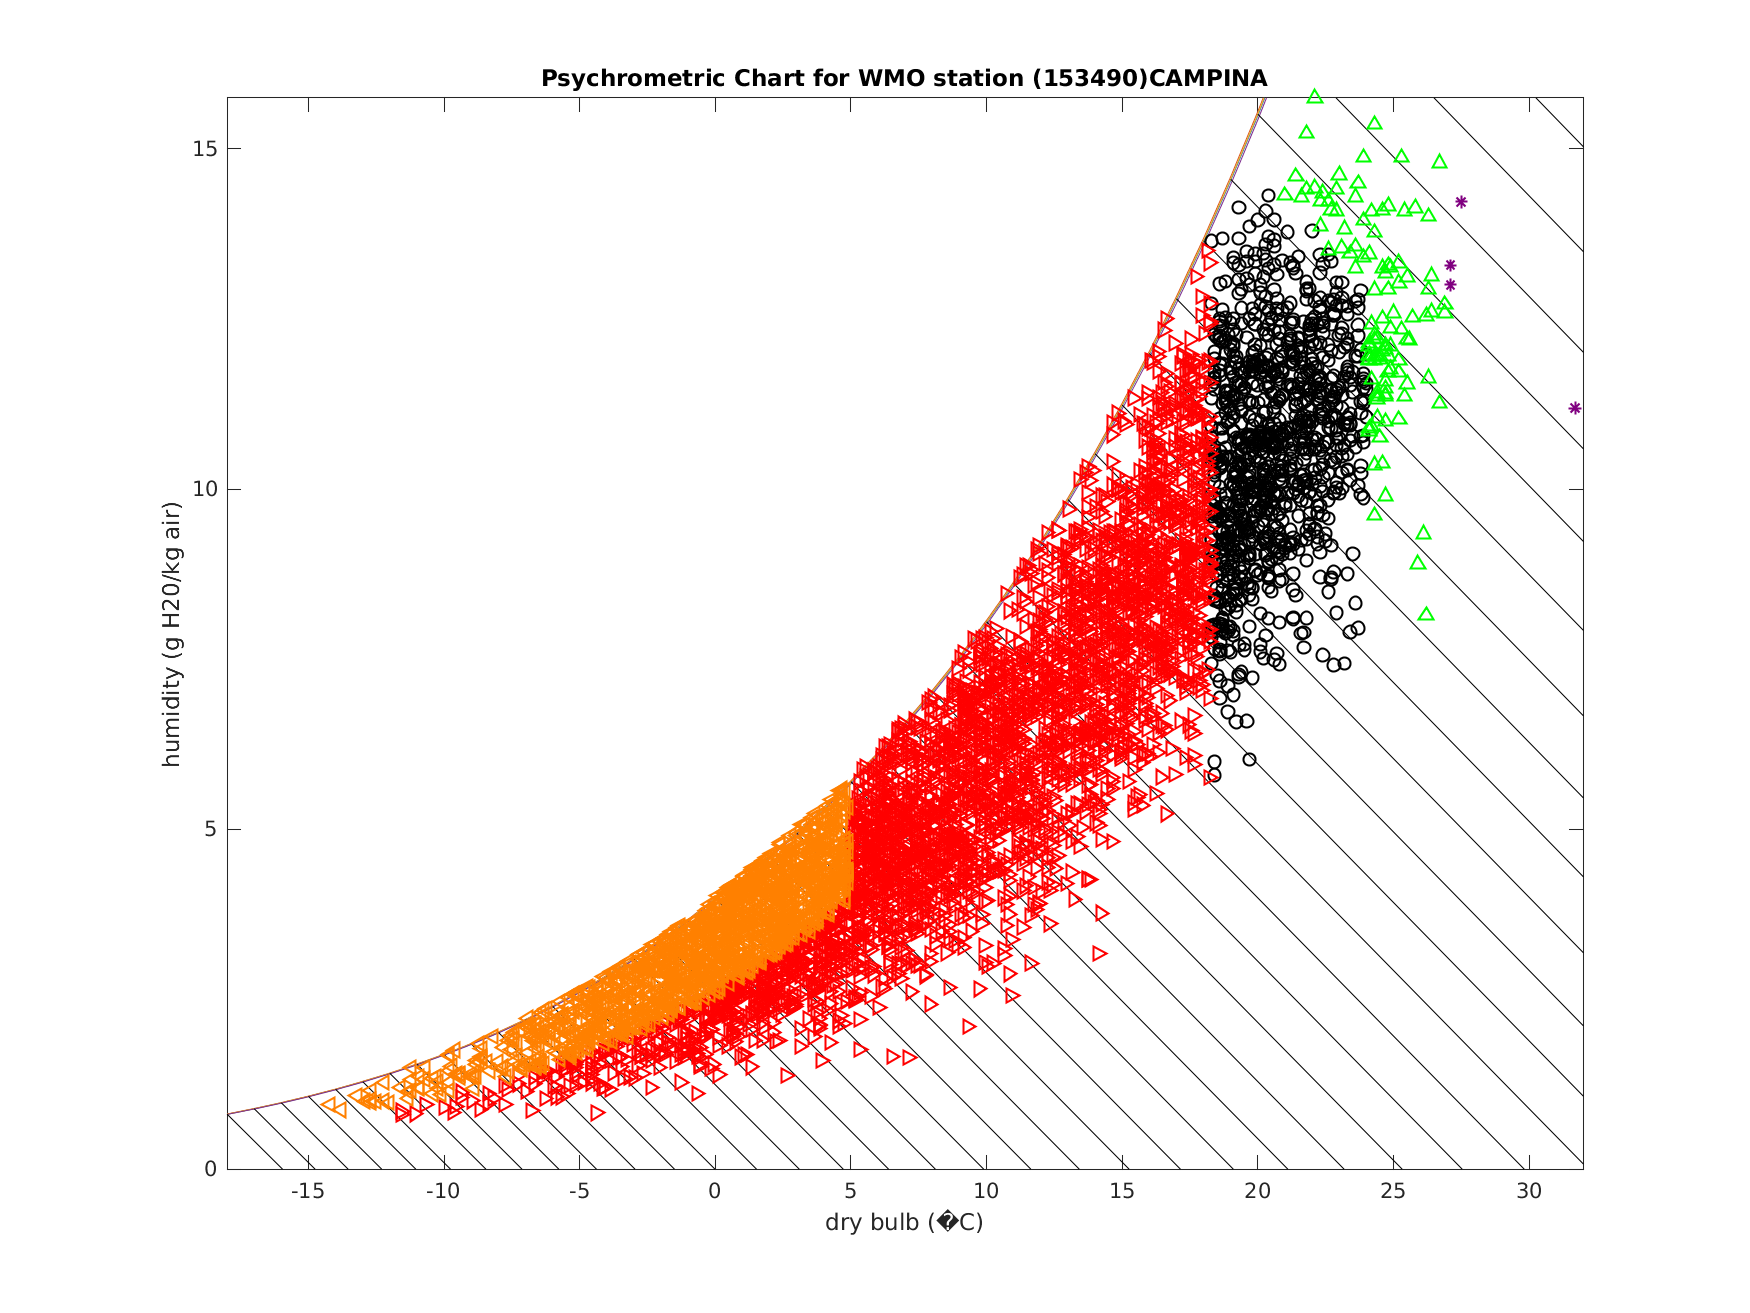 Psychrometric Chart for WMO station (153490)CAMPINA
15
10
5
0
humidity (g H20/kg air)
-15 -10 -5 0 5 10 15 20 25 30
dry bulb (�C)